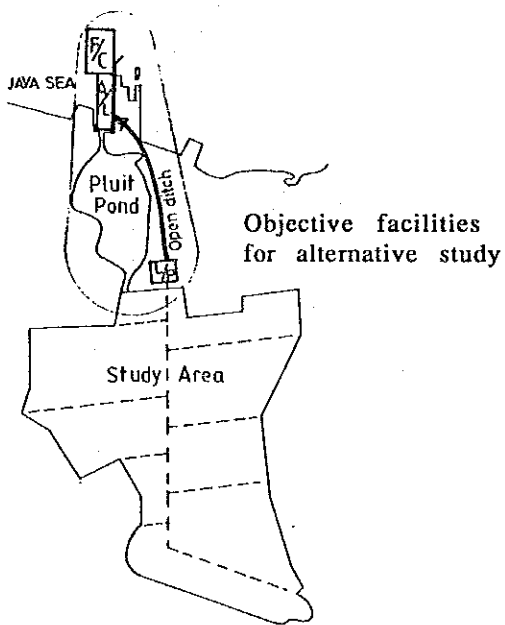 F/C
JAVA SEA
A/L
Pluit
Pond
Open ditch
Objective facilities
for alternative study
L/P
Study Area